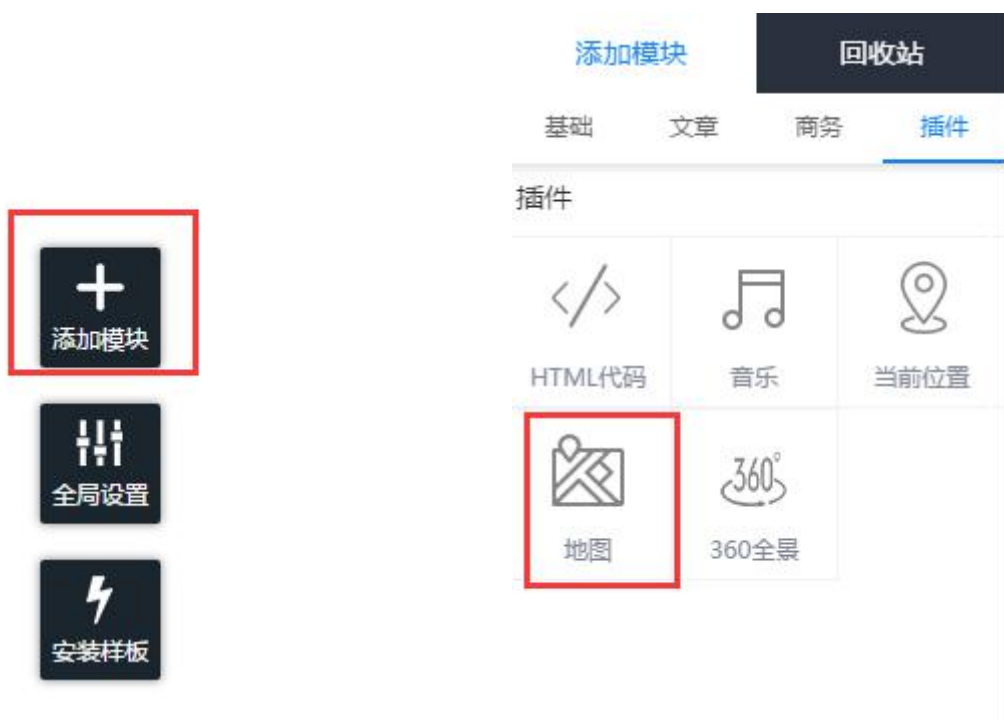 添加模块
全局设置
安装样板
添加模块 回收站
基础 文章 商务 插件
插件
HTML代码 音乐 当前位置
地图 360°
360全景